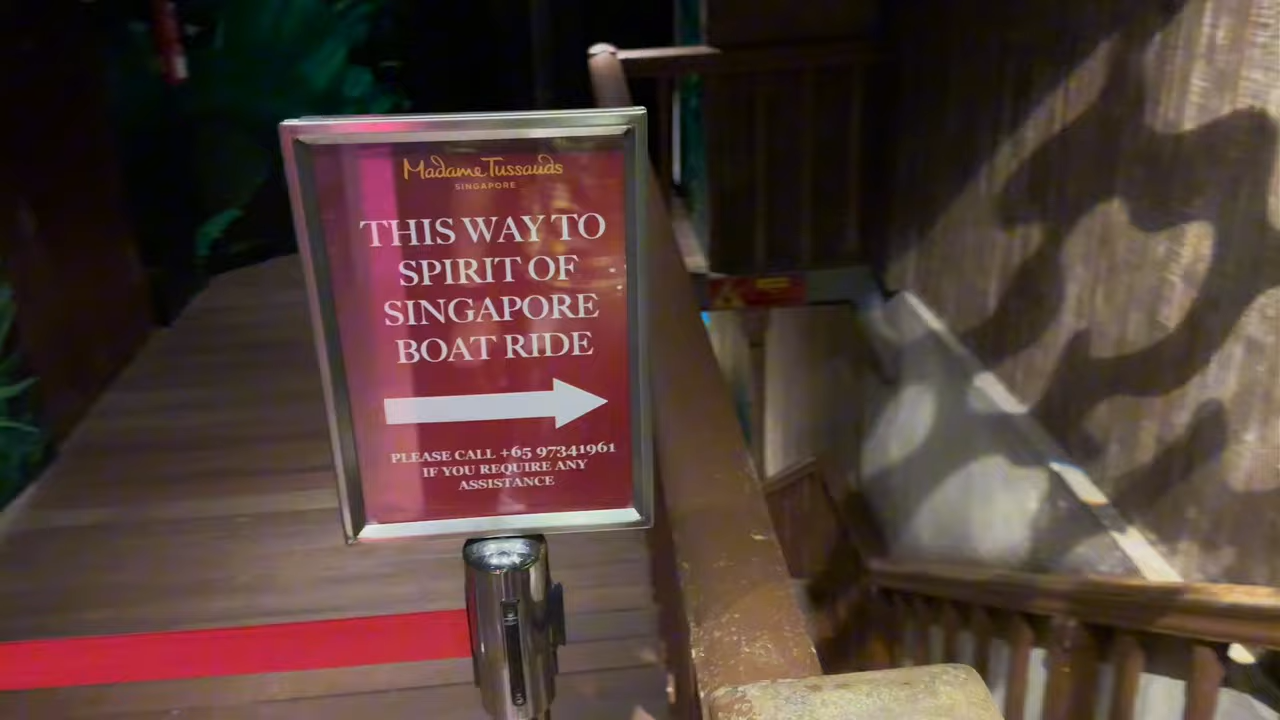 Madame Tussauds
SINGAPORE
THIS WAY TO
SPIRIT OF
SINGAPORE
BOAT RIDE
PLEASE CALL +65 97341961
IF YOU REQUIRE ANY
ASSISTANCE